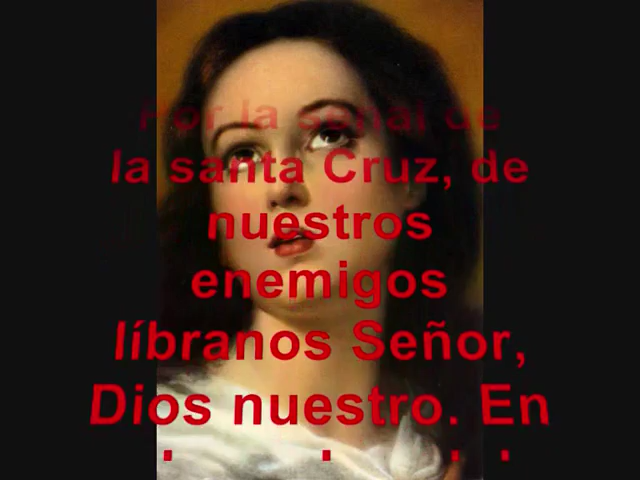 Por la señal de
la santa Cruz, de
nuestros
enemigos
líbranos Señor,
Dios nuestro. En